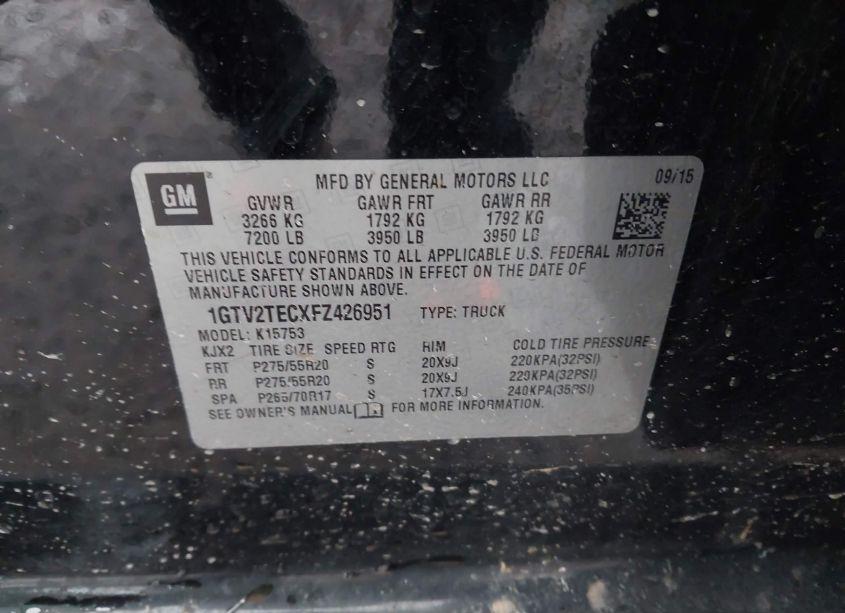 GM
MFD BY GENERAL MOTORS LLC 09/15
GVWR GAWR FRT GAWR RR
3266 KG 1792 KG 1792 KG
7200 LB 3950 LB 3950 LB
THIS VEHICLE CONFORMS TO ALL APPLICABLE U.S. FEDERAL MOTOR
VEHICLE SAFETY STANDARDS IN EFFECT ON THE DATE OF
MANUFACTURE SHOWN ABOVE.
1GTV2TECXFZ426951 TYPE: TRUCK
MODEL: K15753
KJX2 TIRE SIZE SPEED RTG RIM COLD TIRE PRESSURE
FRT P275/55R20 S 20X9J 220KPA(32PSI)
RR P275/55R20 S 20X9J 220KPA(32PSI)
SPA P265/70R17 S 17X7.5J 240KPA(35PSI)
SEE OWNER'S MANUAL FOR MORE INFORMATION.